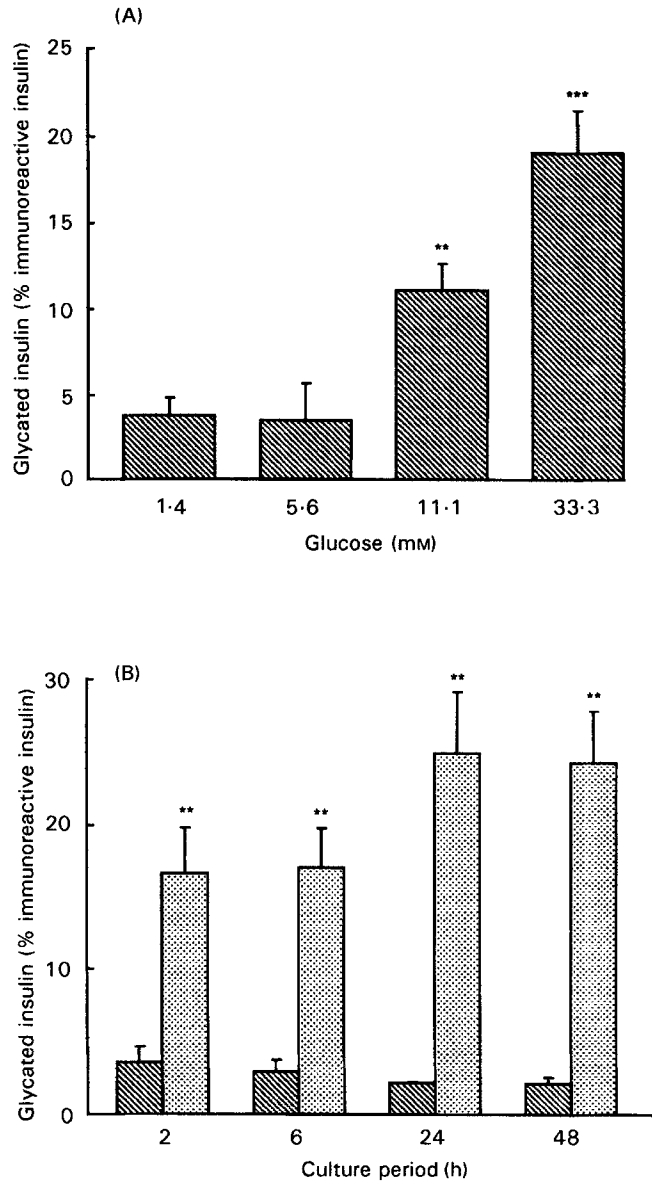 (A)
25
20
15
10
5
0
Glycated insulin (% immunoreactive insulin)
**
***
1·4 5·6 11·1 33·3
Glucose (mM)
(B)
30
20
10
0
Glycated insulin (% immunoreactive insulin)
** ** ** **
2 6 24 48
Culture period (h)